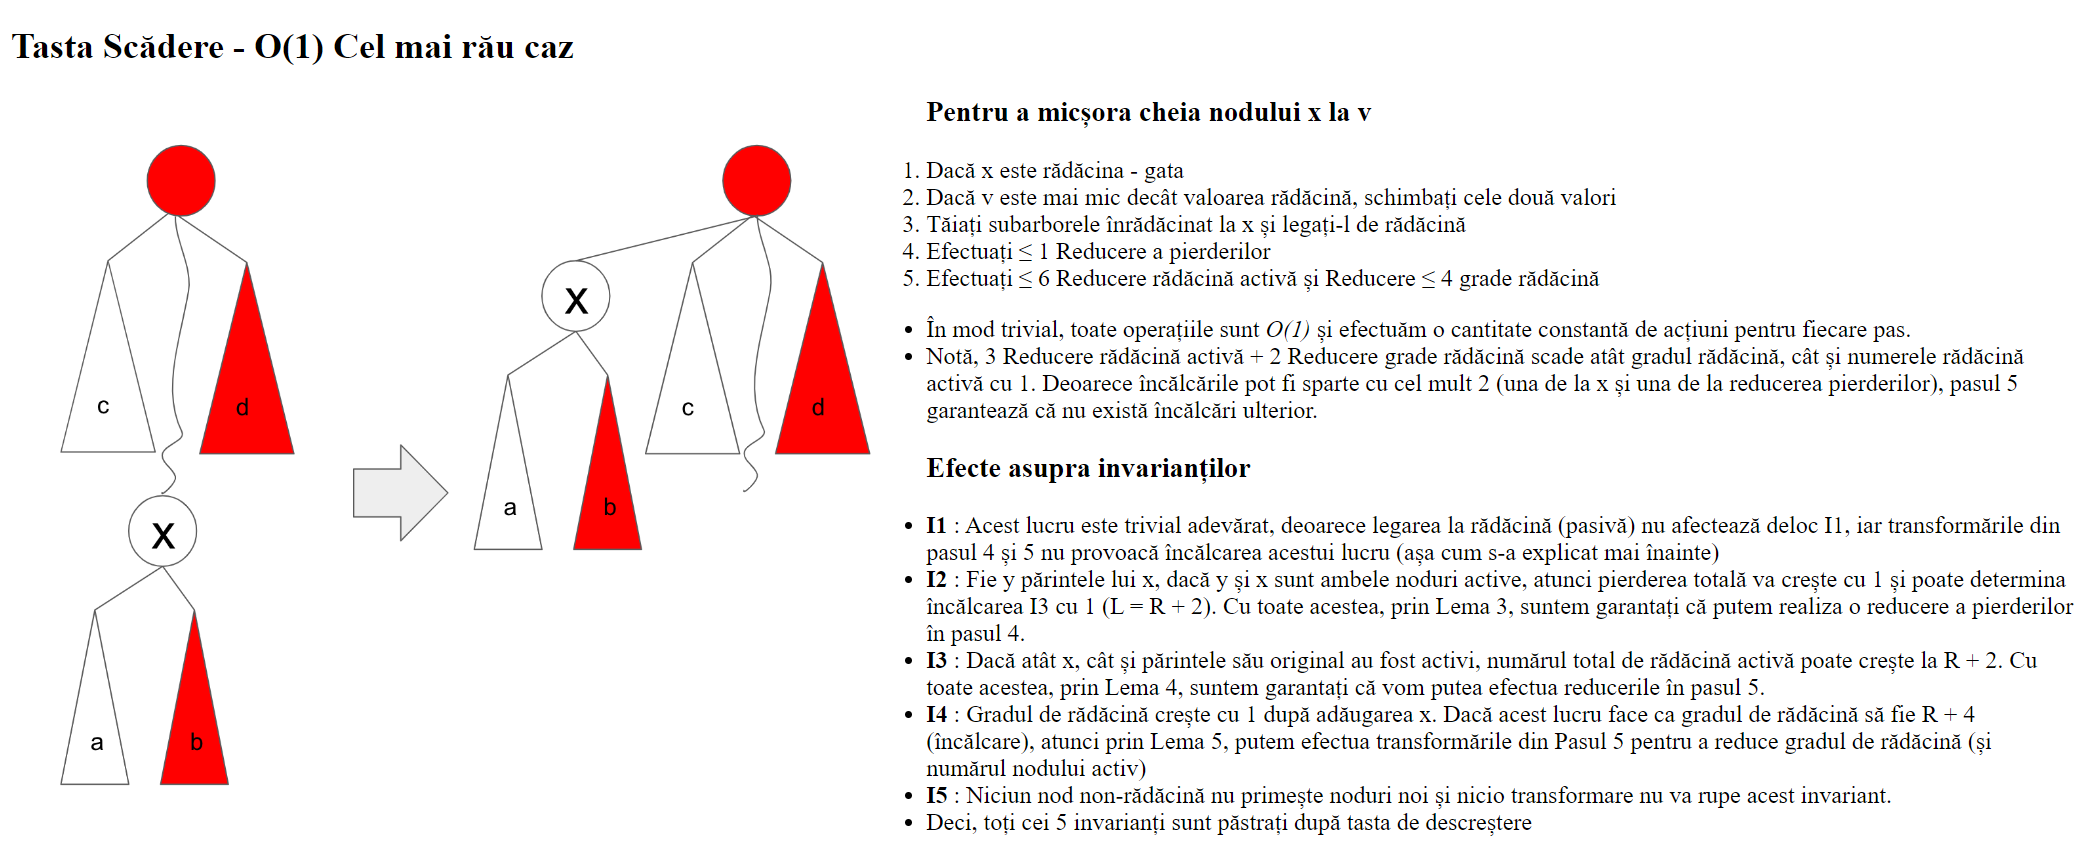 Tasta Scădere - O(1) Cel mai rău caz
Pentru a micșora cheia nodului x la v
1. Dacă x este rădăcina - gata
2. Dacă v este mai mic decât valoarea rădăcină, schimbați cele două valori
3. Tăiați subarborele înrădăcinat la x și legați-l de rădăcină
4. Efectuați ≤ 1 Reducere a pierderilor
5. Efectuați ≤ 6 Reducere rădăcină activă și Reducere ≤ 4 grade rădăcină
• În mod trivial, toate operațiile sunt O(1) și efectuăm o cantitate constantă de acțiuni pentru fiecare pas.
• Notă, 3 Reducere rădăcină activă + 2 Reducere grade rădăcină scade atât gradul rădăcină, cât și numerele rădăcină
activă cu 1. Deoarece încălcările pot fi sparte cu cel mult 2 (una de la x și una de la reducerea pierderilor), pasul 5
garantează că nu există încălcări ulterior.
Efecte asupra invarianților
• I1 : Acest lucru este trivial adevărat, deoarece legarea la rădăcină (pasivă) nu afectează deloc I1, iar transformările din
pasul 4 și 5 nu provoacă încălcarea acestui lucru (așa cum s-a explicat mai înainte)
• I2 : Fie y părintele lui x, dacă y și x sunt ambele noduri active, atunci pierderea totală va crește cu 1 și poate determina
încălcarea I3 cu 1 (L = R + 2). Cu toate acestea, prin Lema 3, suntem garantați că putem realiza o reducere a pierderilor
în pasul 4.
• I3 : Dacă atât x, cât și părintele său original au fost activi, numărul total de rădăcină activă poate crește la R + 2. Cu
toate acestea, prin Lema 4, suntem garantați că vom putea efectua reducerile în pasul 5.
• I4 : Gradul de rădăcină crește cu 1 după adăugarea x. Dacă acest lucru face ca gradul de rădăcină să fie R + 4
(încălcare), atunci prin Lema 5, putem efectua transformările din Pasul 5 pentru a reduce gradul de rădăcină (și
numărul nodului activ)
• I5 : Niciun nod non-rădăcină nu primește noduri noi și nicio transformare nu va rupe acest invariant.
• Deci, toți cei 5 invarianți sunt păstrați după tasta de descreștere
c
d
x
a
b
x
c
d
a
b